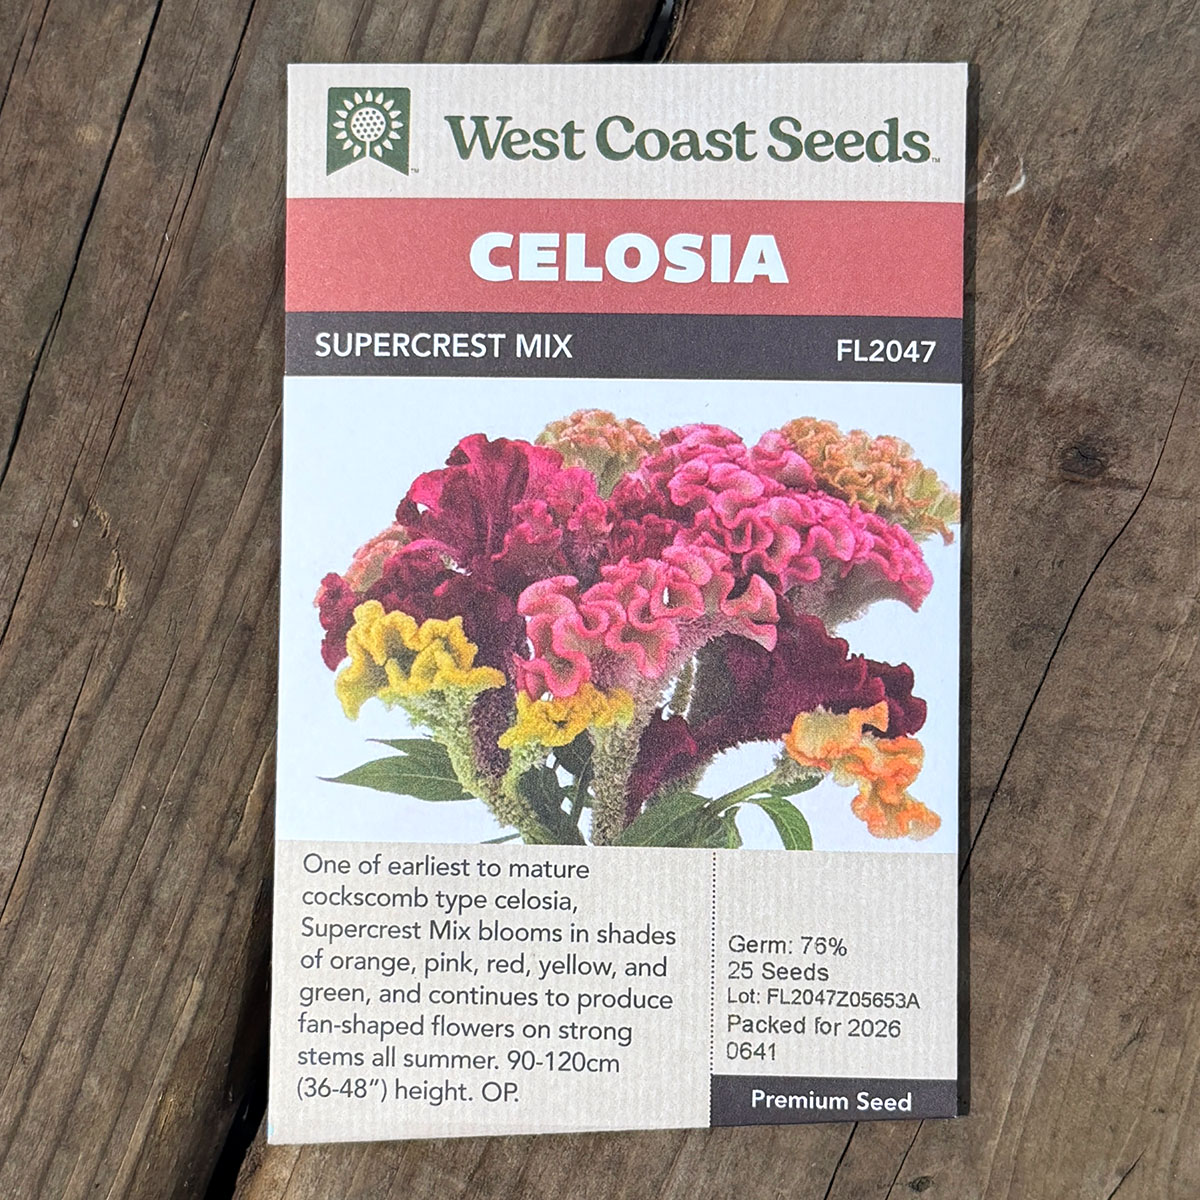 West Coast Seeds™
CELOSIA
SUPERCREST MIX
FL2047
One of earliest to mature
cockscomb type celosia,
Supercrest Mix blooms in shades
of orange, pink, red, yellow, and
green, and continues to produce
fan-shaped flowers on strong
stems all summer. 90-120cm
(36-48”) height. OP.
Germ: 76%
25 Seeds
Lot: FL2047Z05653A
Packed for 2026
0641
Premium Seed